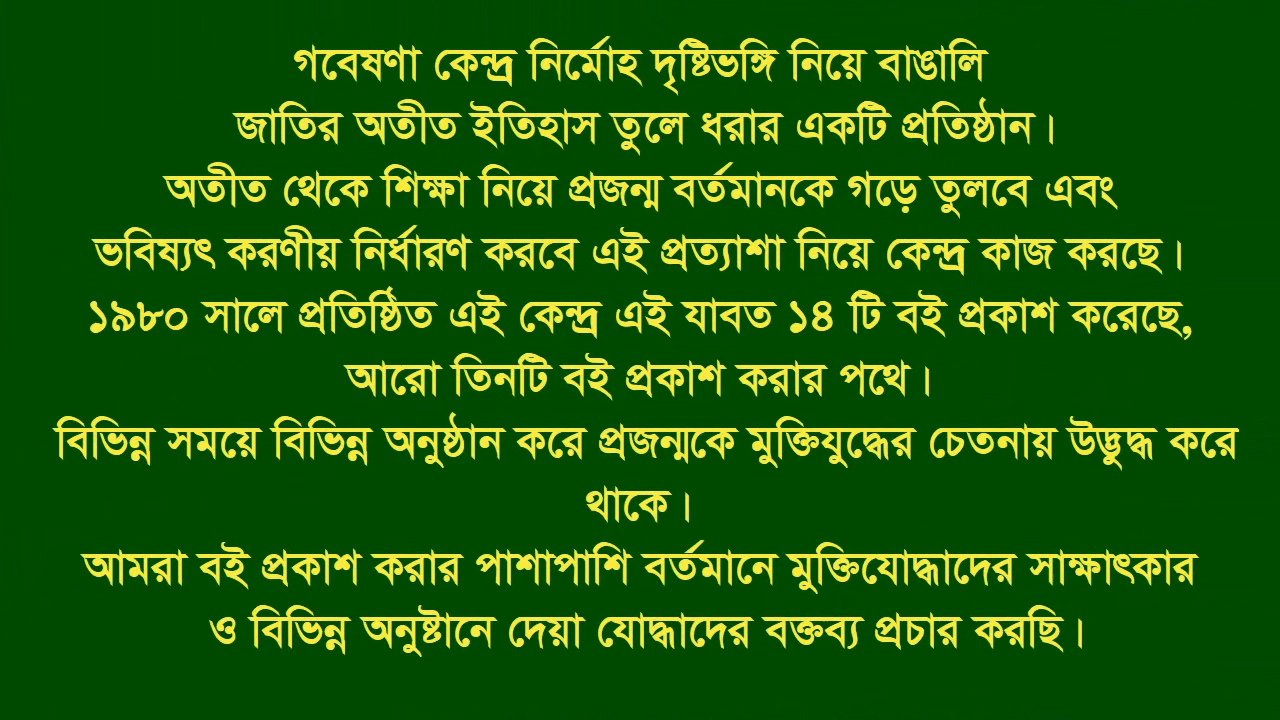 গবেষণা কেন্দ্র নির্মোহ দৃষ্টিভঙ্গি নিয়ে বাঙালি
জাতির অতীত ইতিহাস তুলে ধরার একটি প্রতিষ্ঠান।
অতীত থেকে শিক্ষা নিয়ে প্রজন্ম বর্তমানকে গড়ে তুলবে এবং
ভবিষ্যৎ করণীয় নির্ধারণ করবে এই প্রত্যাশা নিয়ে কেন্দ্র কাজ করছে।
১৯৮০ সালে প্রতিষ্ঠিত এই কেন্দ্র এই যাবত ১৪ টি বই প্রকাশ করেছে,
আরো তিনটি বই প্রকাশ করার পথে।
বিভিন্ন সময়ে বিভিন্ন অনুষ্ঠান করে প্রজন্মকে মুক্তিযুদ্ধের চেতনায় উদ্ভুদ্ধ করে
থাকে।
আমরা বই প্রকাশ করার পাশাপাশি বর্তমানে মুক্তিযোদ্ধাদের সাক্ষাৎকার
ও বিভিন্ন অনুষ্টানে দেয়া যোদ্ধাদের বক্তব্য প্রচার করছি।